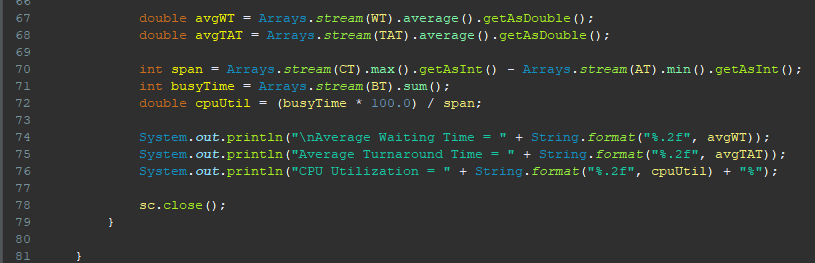 66
67 double avgWT = Arrays.stream(WT).average().getAsDouble();
68 double avgTAT = Arrays.stream(TAT).average().getAsDouble();
69
70 int span = Arrays.stream(CT).max().getAsInt() - Arrays.stream(AT).min().getAsInt();
71 int busyTime = Arrays.stream(BT).sum();
72 double cpuUtil = (busyTime * 100.0) / span;
73
74 System.out.println("\nAverage Waiting Time = " + String.format("%.2f", avgWT));
75 System.out.println("Average Turnaround Time = " + String.format("%.2f", avgTAT));
76 System.out.println("CPU Utilization = " + String.format("%.2f", cpuUtil) + "%");
77
78 sc.close();
79 }
80
81 }